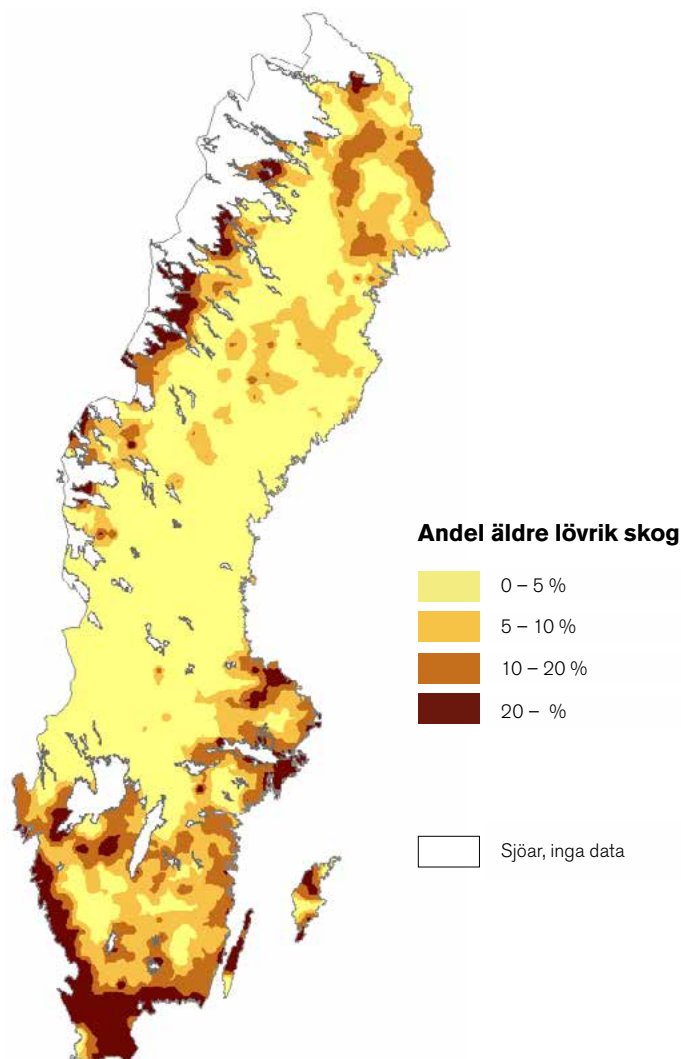 Andel äldre lövrik skog
0 – 5 %
5 – 10 %
10 – 20 %
20 – %
Sjöar, inga data